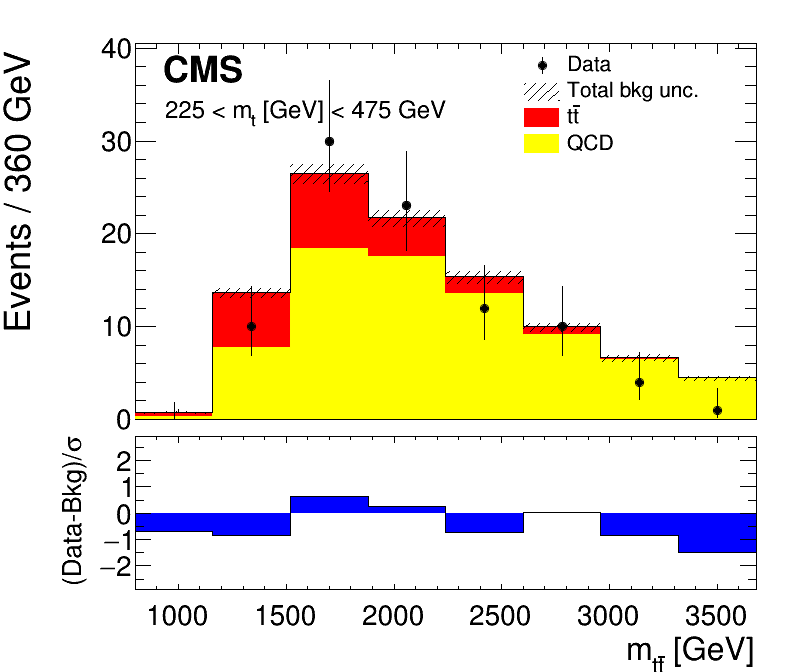 CMS
225 < m_t [GeV] < 475 GeV
Data
Total bkg unc.
tt̄
QCD
Events / 360 GeV
40
30
20
10
0
(Data-Bkg)/σ
2
1
0
−1
−2
1000 1500 2000 2500 3000 3500
m_tt̄ [GeV]